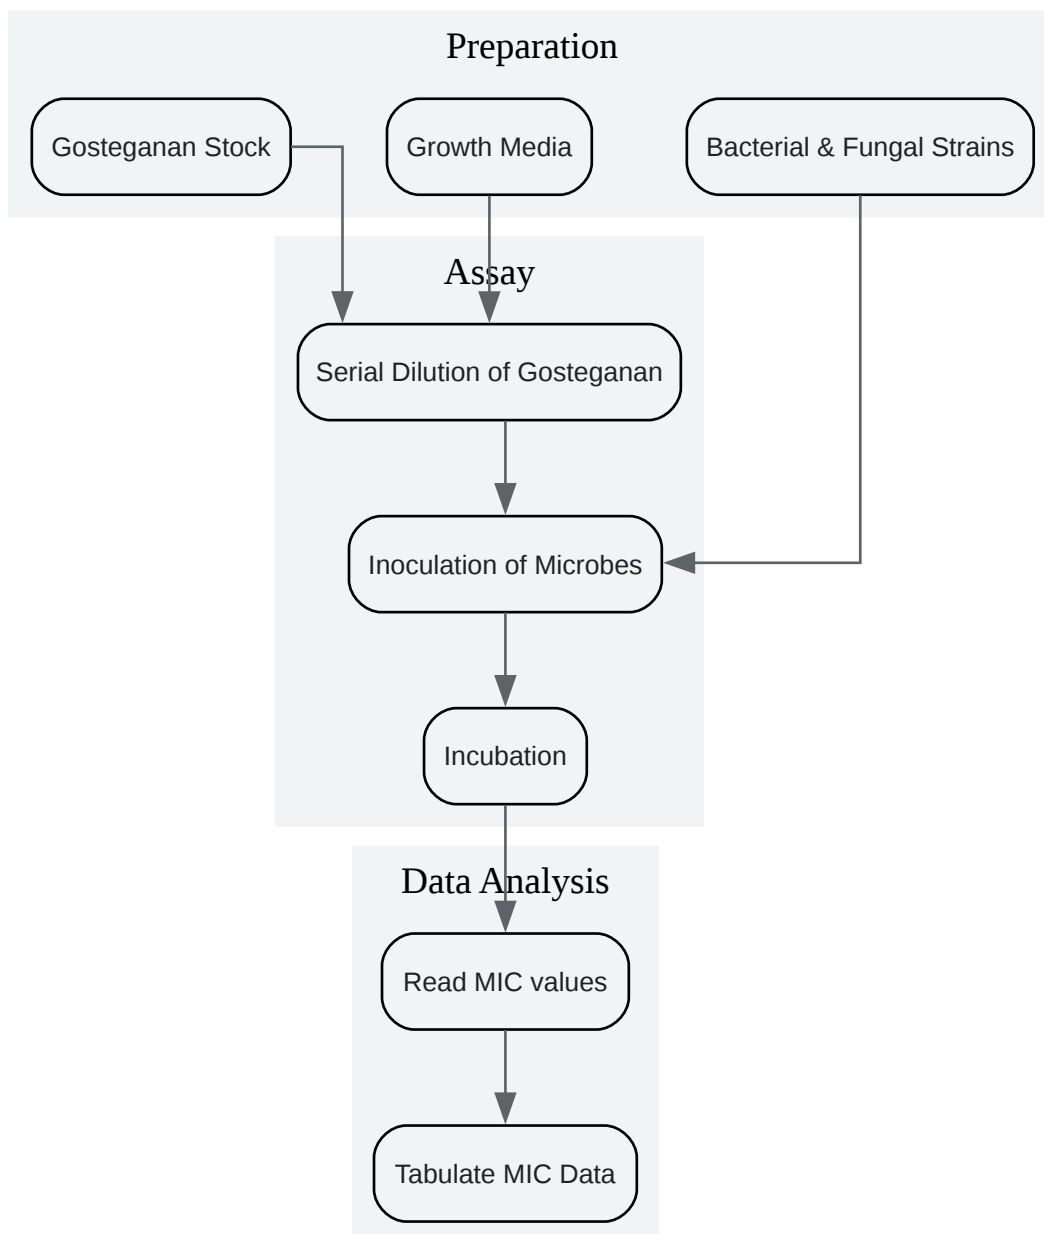 Preparation
Gosteganan Stock
Growth Media
Bacterial & Fungal Strains
Assay
Serial Dilution of Gosteganan
Inoculation of Microbes
Incubation
Data Analysis
Read MIC values
Tabulate MIC Data